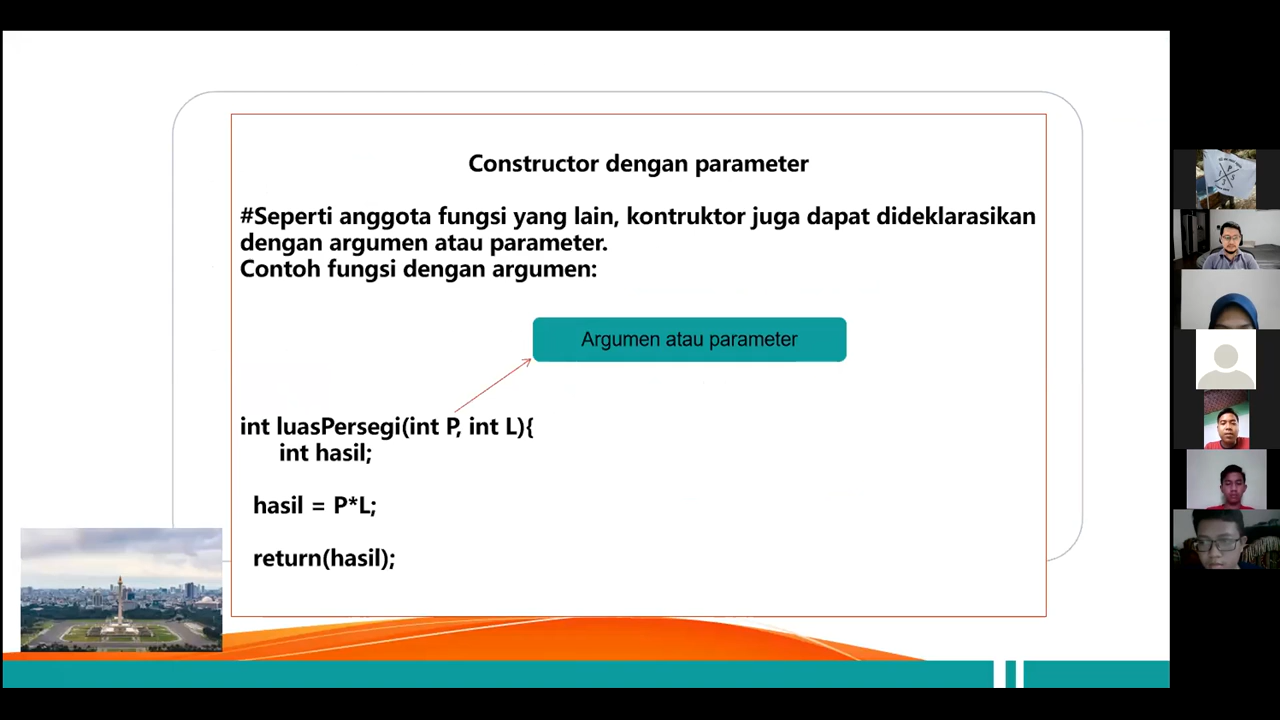 Constructor dengan parameter
#Seperti anggota fungsi yang lain, kontruktor juga dapat dideklarasikan
dengan argumen atau parameter.
Contoh fungsi dengan argumen:
Argumen atau parameter
int luasPersegi(int P, int L){
int hasil;
hasil = P*L;
return(hasil);